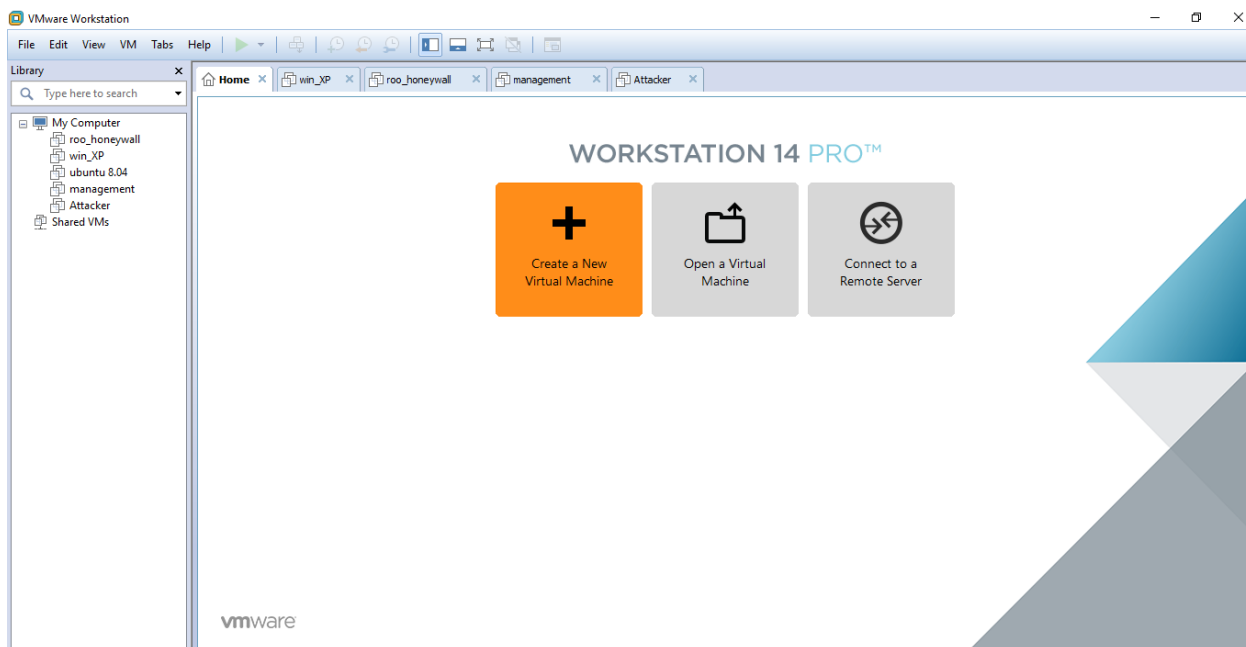 VMware Workstation
File Edit View VM Tabs Help
Library
Type here to search
My Computer
roo_honeywall
win_XP
ubuntu 8.04
management
Attacker
Shared VMs
Home win_XP roo_honeywall management Attacker
WORKSTATION 14 PRO™
Create a New
Virtual Machine
Open a Virtual
Machine
Connect to a
Remote Server
vmware